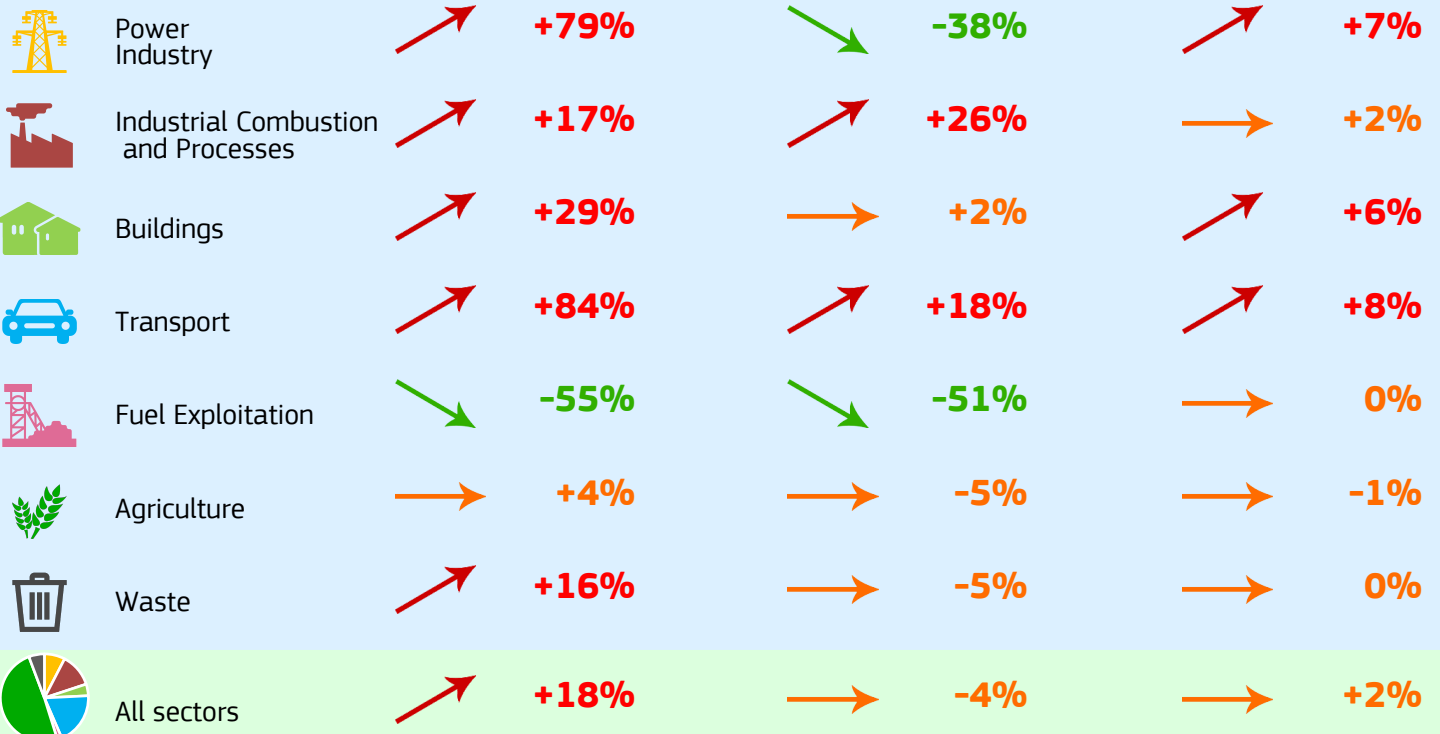 Power
Industry
+79%
-38%
+7%
Industrial Combustion
and Processes
+17%
+26%
+2%
Buildings
+29%
+2%
+6%
Transport
+84%
+18%
+8%
Fuel Exploitation
-55%
-51%
0%
Agriculture
+4%
-5%
-1%
Waste
+16%
-5%
0%
All sectors
+18%
-4%
+2%